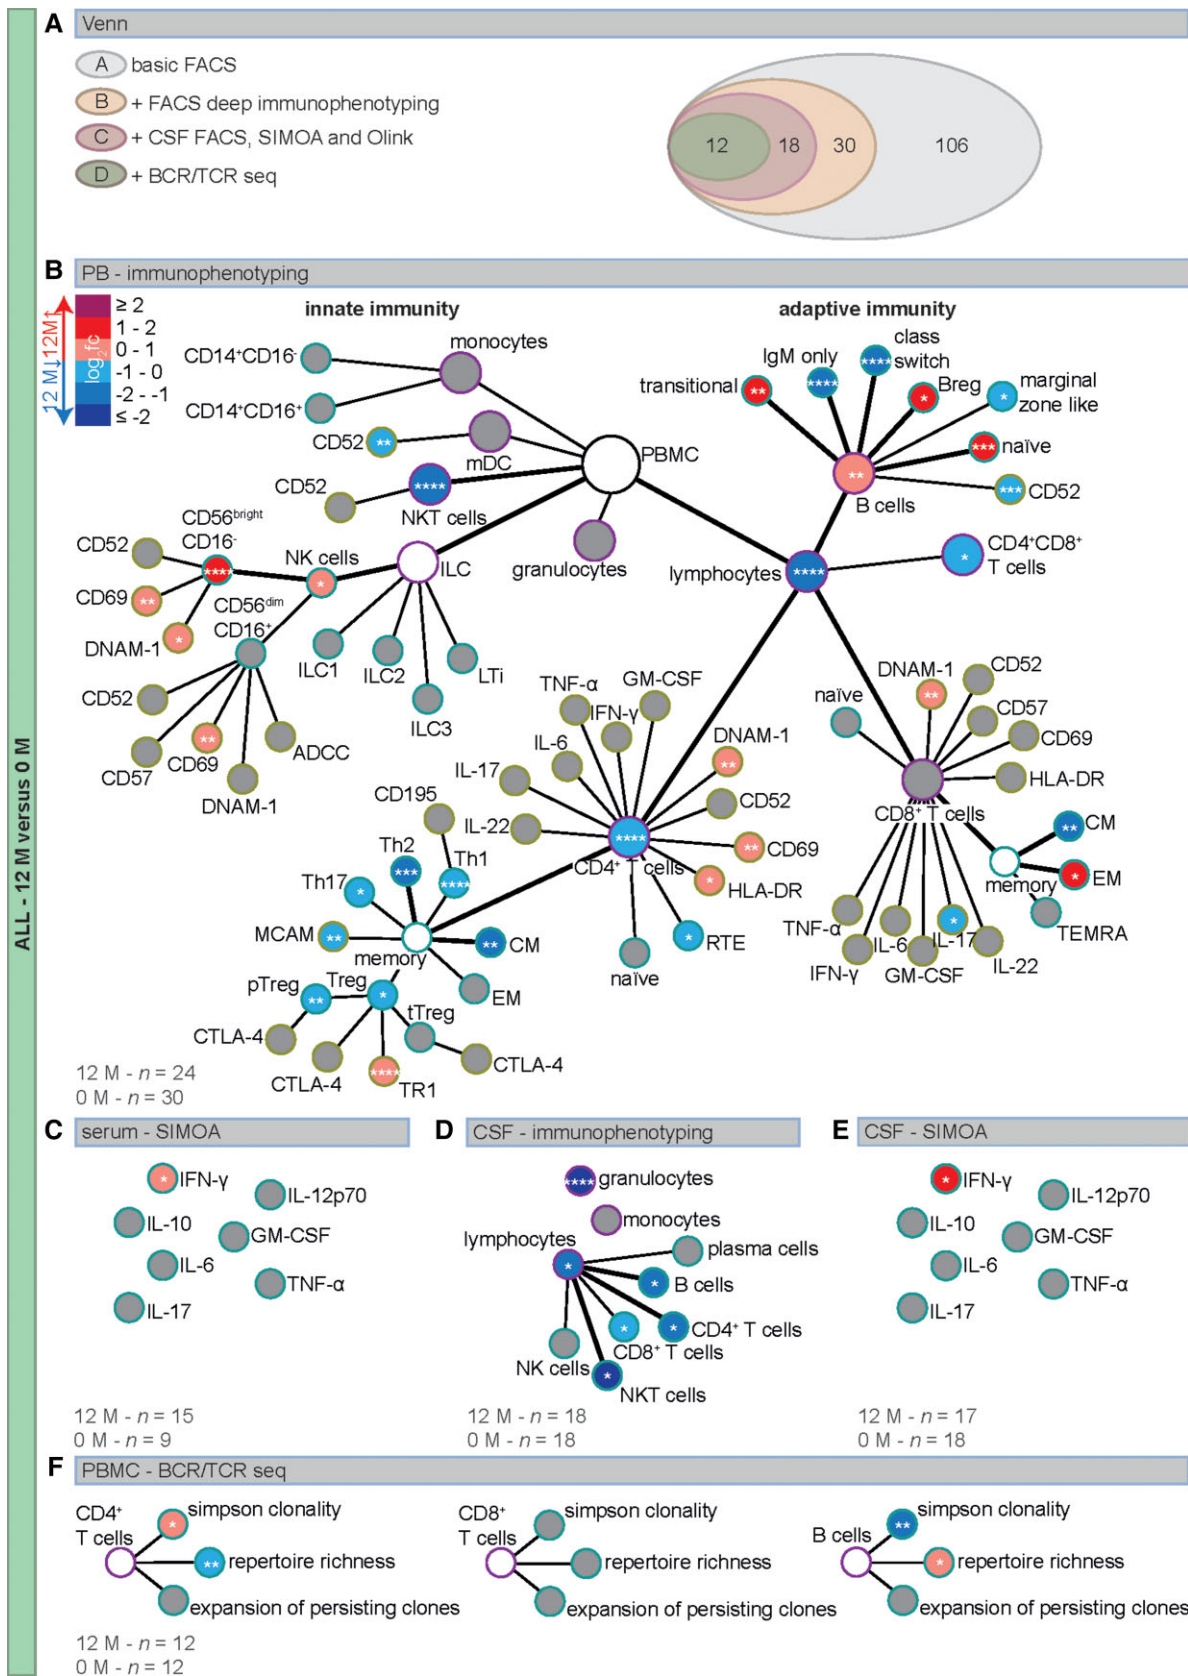 ALL - 12 M versus 0 M
A Venn
A basic FACS
B + FACS deep immunophenotyping
C + CSF FACS, SIMOA and Olink
D + BCR/TCR seq
12 18 30 106
B PB - immunophenotyping
12M↑
12 M↓
log₂fc
≥ 2
1 - 2
0 - 1
-1 - 0
-2 - -1
≤ -2
innate immunity
CD14⁺CD16⁻
monocytes
CD14⁺CD16⁺
CD52
**
mDC
PBMC
CD52
****
NKT cells
granulocytes
CD56ᵇʳⁱᵍʰᵗ
CD16⁻
****
CD52
CD69
**
DNAM-1
*
NK cells
*
ILC
CD56ᵈⁱᵐ
CD16⁺
ILC1
ILC2
ILC3
LTi
CD52
CD57
CD69
**
DNAM-1
ADCC
adaptive immunity
transitional
**
IgM only
****
class
switch
****
Breg
*
marginal
zone like
*
naïve
***
CD52
***
**
B cells
lymphocytes
****
CD4⁺CD8⁺
T cells
*
TNF-α
IFN-γ
GM-CSF
IL-6
IL-17
IL-22
DNAM-1
**
CD52
CD69
**
HLA-DR
*
****
CD4⁺ T cells
RTE
*
naïve
CD195
Th2
***
Th1
****
Th17
*
MCAM
**
memory
CM
**
EM
pTreg
**
Treg
*
tTreg
CTLA-4
CTLA-4
CTLA-4
TR1
****
naïve
DNAM-1
**
CD52
CD57
CD69
HLA-DR
CD8⁺ T cells
CM
**
memory
EM
*
TEMRA
TNF-α
IFN-γ
IL-6
GM-CSF
IL-17
*
IL-22
12 M - n = 24
0 M - n = 30
C serum - SIMOA
*
IFN-γ
IL-12p70
IL-10
GM-CSF
IL-6
TNF-α
IL-17
12 M - n = 15
0 M - n = 9
D CSF - immunophenotyping
****
granulocytes
monocytes
lymphocytes
*
plasma cells
B cells
*
CD4⁺ T cells
*
CD8⁺ T cells
*
NK cells
NKT cells
*
12 M - n = 18
0 M - n = 18
E CSF - SIMOA
*
IFN-γ
IL-12p70
IL-10
GM-CSF
IL-6
TNF-α
IL-17
12 M - n = 17
0 M - n = 18
F PBMC - BCR/TCR seq
CD4⁺
T cells
* simpson clonality
** repertoire richness
expansion of persisting clones
CD8⁺
T cells
simpson clonality
repertoire richness
expansion of persisting clones
B cells
simpson clonality
**
* repertoire richness
expansion of persisting clones
12 M - n = 12
0 M - n = 12